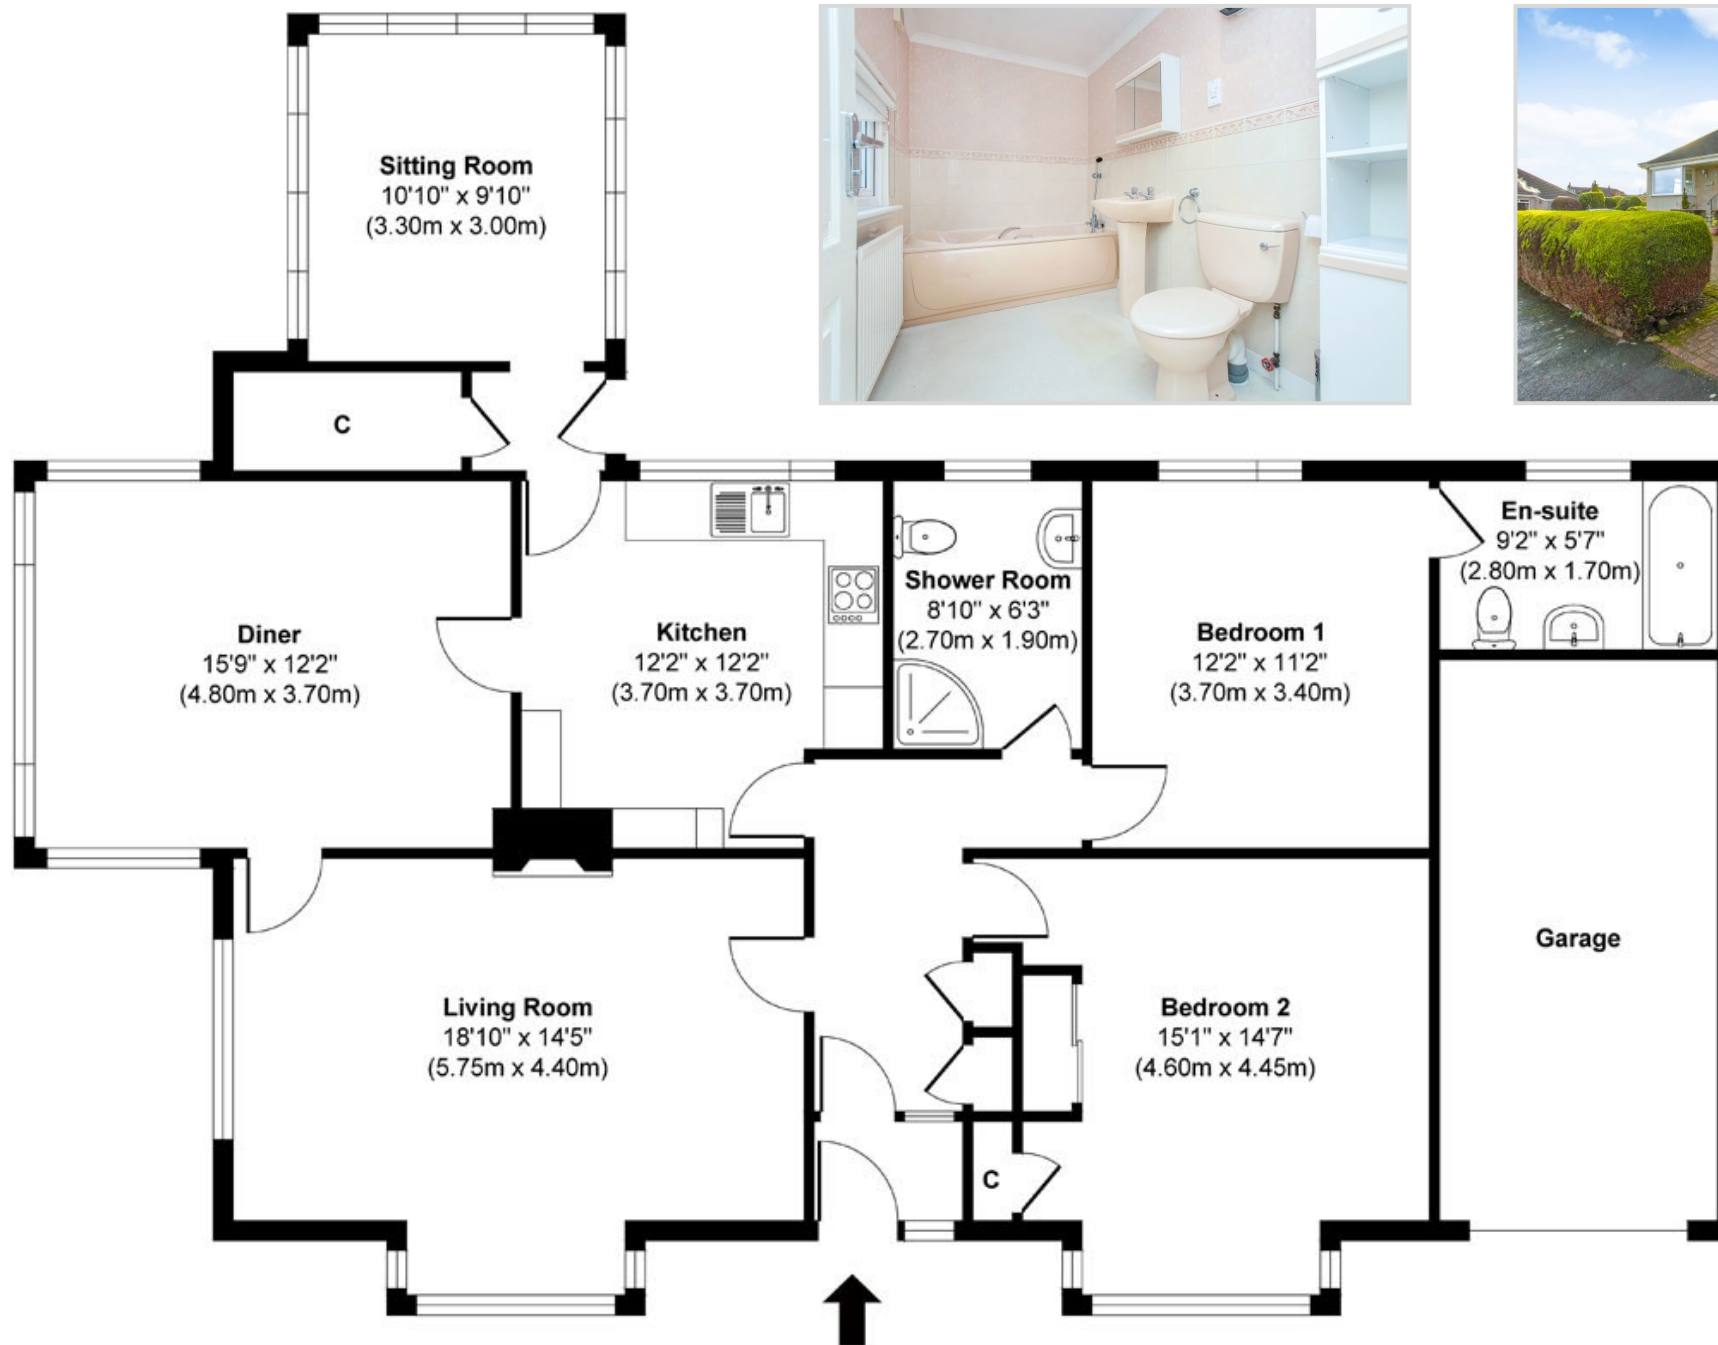 Sitting Room
10'10" x 9'10"
(3.30m x 3.00m)
C
En-suite
9'2" x 5'7"
(2.80m x 1.70m)
Shower Room
8'10" x 6'3"
(2.70m x 1.90m)
Diner
15'9" x 12'2"
(4.80m x 3.70m)
Kitchen
12'2" x 12'2"
(3.70m x 3.70m)
Bedroom 1
12'2" x 11'2"
(3.70m x 3.40m)
Garage
Living Room
18'10" x 14'5"
(5.75m x 4.40m)
Bedroom 2
15'1" x 14'7"
(4.60m x 4.45m)
C